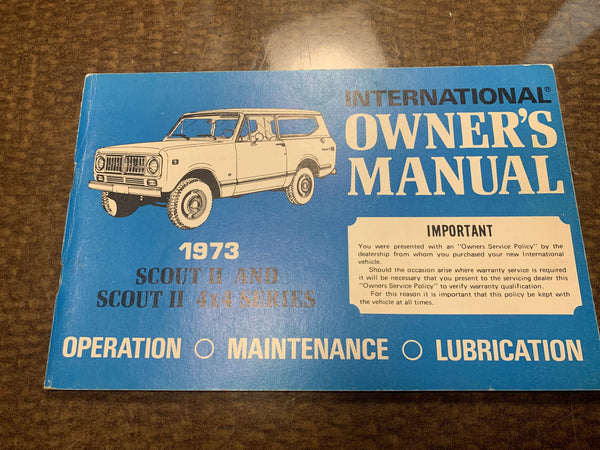 INTERNATIONAL®
OWNER'S
MANUAL
1973
SCOUT II AND
SCOUT II 4x4 SERIES
IMPORTANT
You were presented with an "Owners Service Policy" by the
dealership from whom you purchased your new International
vehicle.
Should the occasion arise where warranty service is required
it will be necessary that you present to the servicing dealer this
"Owners Service Policy" to verify warranty qualification.
For this reason it is important that this policy be kept with
the vehicle at all times.
OPERATION ○ MAINTENANCE ○ LUBRICATION